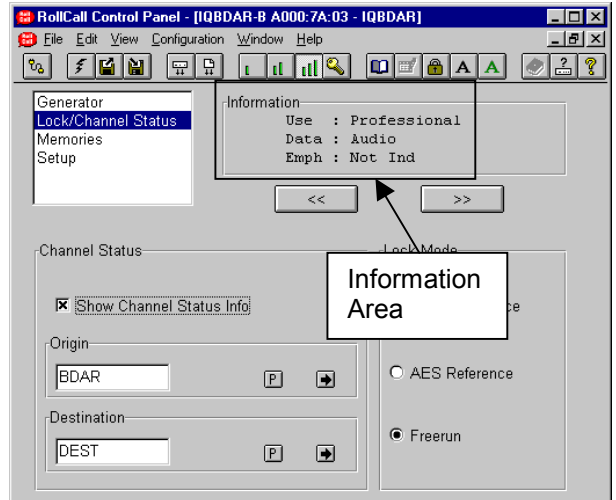 RollCall Control Panel - [IQBDAR-B A000:7A:03 - IQBDAR]
File Edit View Configuration Window Help
A A
Generator
Lock/Channel Status
Memories
Setup
Information
Use : Professional
Data : Audio
Emph : Not Ind
<< >>
Channel Status
Show Channel Status Info
Origin
BDAR P
Destination
DEST P
Lock Mode
AES Reference
Freerun
Information
Area